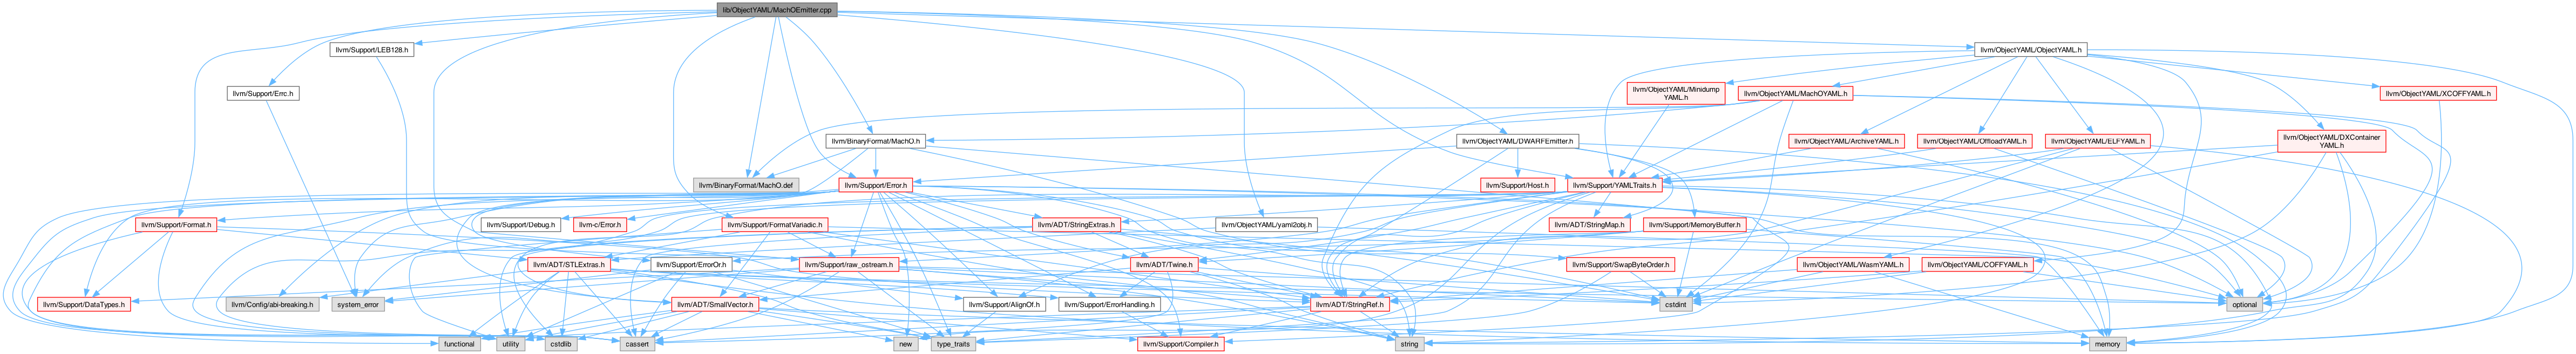 lib/ObjectYAML/MachOEmitter.cpp
llvm/Support/LEB128.h
llvm/ObjectYAML/ObjectYAML.h
llvm/Support/Errc.h
llvm/ObjectYAML/Minidump
YAML.h
llvm/ObjectYAML/MachOYAML.h
llvm/ObjectYAML/XCOFFYAML.h
llvm/BinaryFormat/MachO.h
llvm/ObjectYAML/DWARFEmitter.h
llvm/ObjectYAML/ArchiveYAML.h
llvm/ObjectYAML/OffloadYAML.h
llvm/ObjectYAML/ELFYAML.h
llvm/ObjectYAML/DXContainer
YAML.h
llvm/BinaryFormat/MachO.def
llvm/Support/Error.h
llvm/Support/Host.h
llvm/Support/YAMLTraits.h
llvm/Support/Format.h
llvm/Support/Debug.h
llvm-c/Error.h
llvm/Support/FormatVariadic.h
llvm/ADT/StringExtras.h
llvm/ObjectYAML/yaml2obj.h
llvm/ADT/StringMap.h
llvm/Support/MemoryBuffer.h
llvm/ADT/STLExtras.h
llvm/Support/ErrorOr.h
llvm/Support/raw_ostream.h
llvm/ADT/Twine.h
llvm/Support/SwapByteOrder.h
llvm/ObjectYAML/WasmYAML.h
llvm/ObjectYAML/COFFYAML.h
llvm/Support/DataTypes.h
llvm/Config/abi-breaking.h
system_error
llvm/ADT/SmallVector.h
llvm/Support/AlignOf.h
llvm/Support/ErrorHandling.h
llvm/ADT/StringRef.h
cstdint
optional
functional
utility
cstdlib
cassert
new
type_traits
llvm/Support/Compiler.h
string
memory